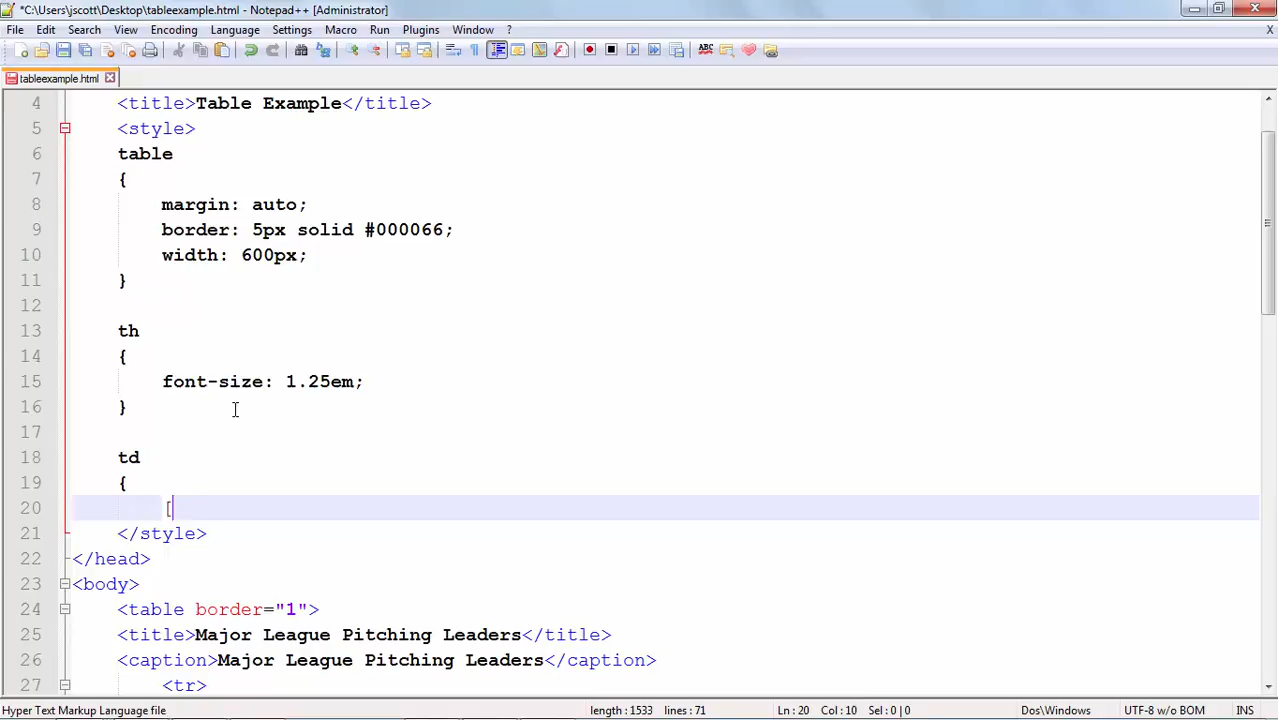 *C:\Users\jscott\Desktop\tableexample.html - Notepad++ [Administrator]
File Edit Search View Encoding Language Settings Macro Run Plugins Window ? X
tableexample.html
4 <title>Table Example</title>
5 <style>
6 table
7 {
8 margin: auto;
9 border: 5px solid #000066;
10 width: 600px;
11 }
12
13 th
14 {
15 font-size: 1.25em;
16 }
17
18 td
19 {
20 [
21 </style>
22 </head>
23 <body>
24 <table border="1">
25 <title>Major League Pitching Leaders</title>
26 <caption>Major League Pitching Leaders</caption>
27 <tr>
Hyper Text Markup Language file length : 1533 lines : 71 Ln : 20 Col : 10 Sel : 0 | 0 Dos\Windows UTF-8 w/o BOM INS